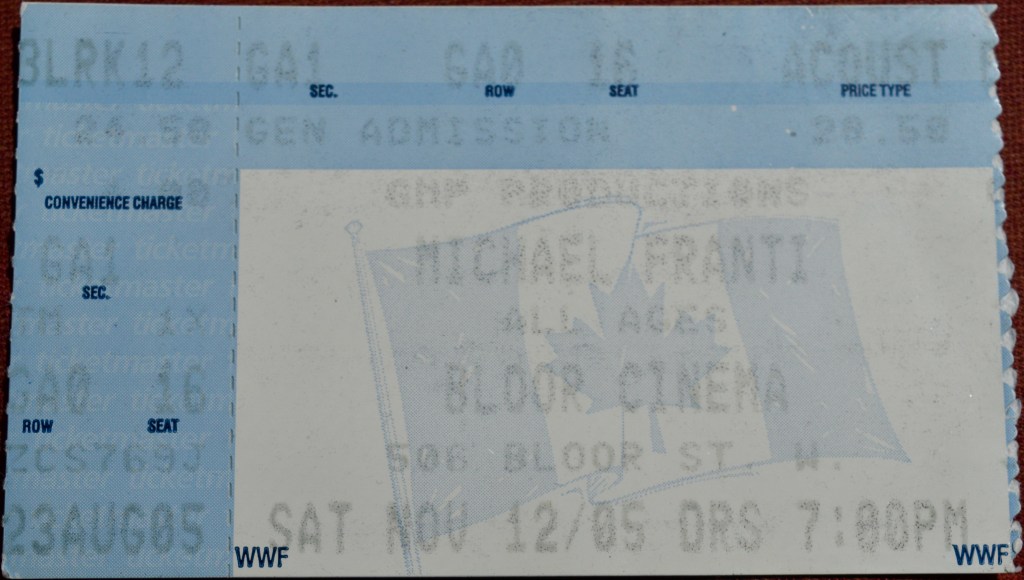 BLRK12 GA1 GA0 16 ACOUST
SEC. ROW SEAT PRICE TYPE
24.50 GEN ADMISSION
GMP PRODUCTIONS
MICHAEL FRANTI
ALL AGES
BLOOR CINEMA
506 BLOOR ST. W.
SAT NOV 12/05 DRS 7:00PM
WWF WWF
$
CONVENIENCE CHARGE
GA1
SEC.
GA0 16
ROW SEAT
ZCS769J
23AUG05
ticketmaster